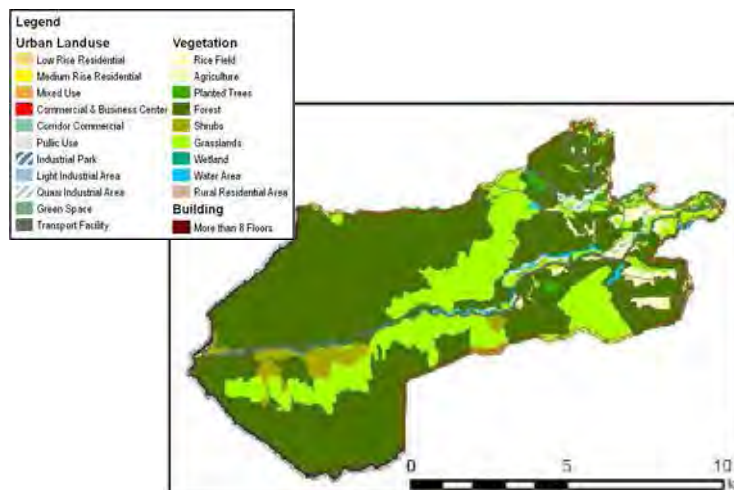 Legend
Urban Landuse
Low Rise Residential
Medium Rise Residential
Mixed Use
Commercial & Business Center
Corridor Commercial
Pullic Use
Industrial Park
Light Industrial Area
Quasi Industrial Area
Green Space
Transport Facility
Vegetation
Rice Field
Agriculture
Planted Trees
Forest
Shrubs
Grasslands
Wetland
Water Area
Rural Residential Area
Building
More than 8 Floors
0 5 10
k